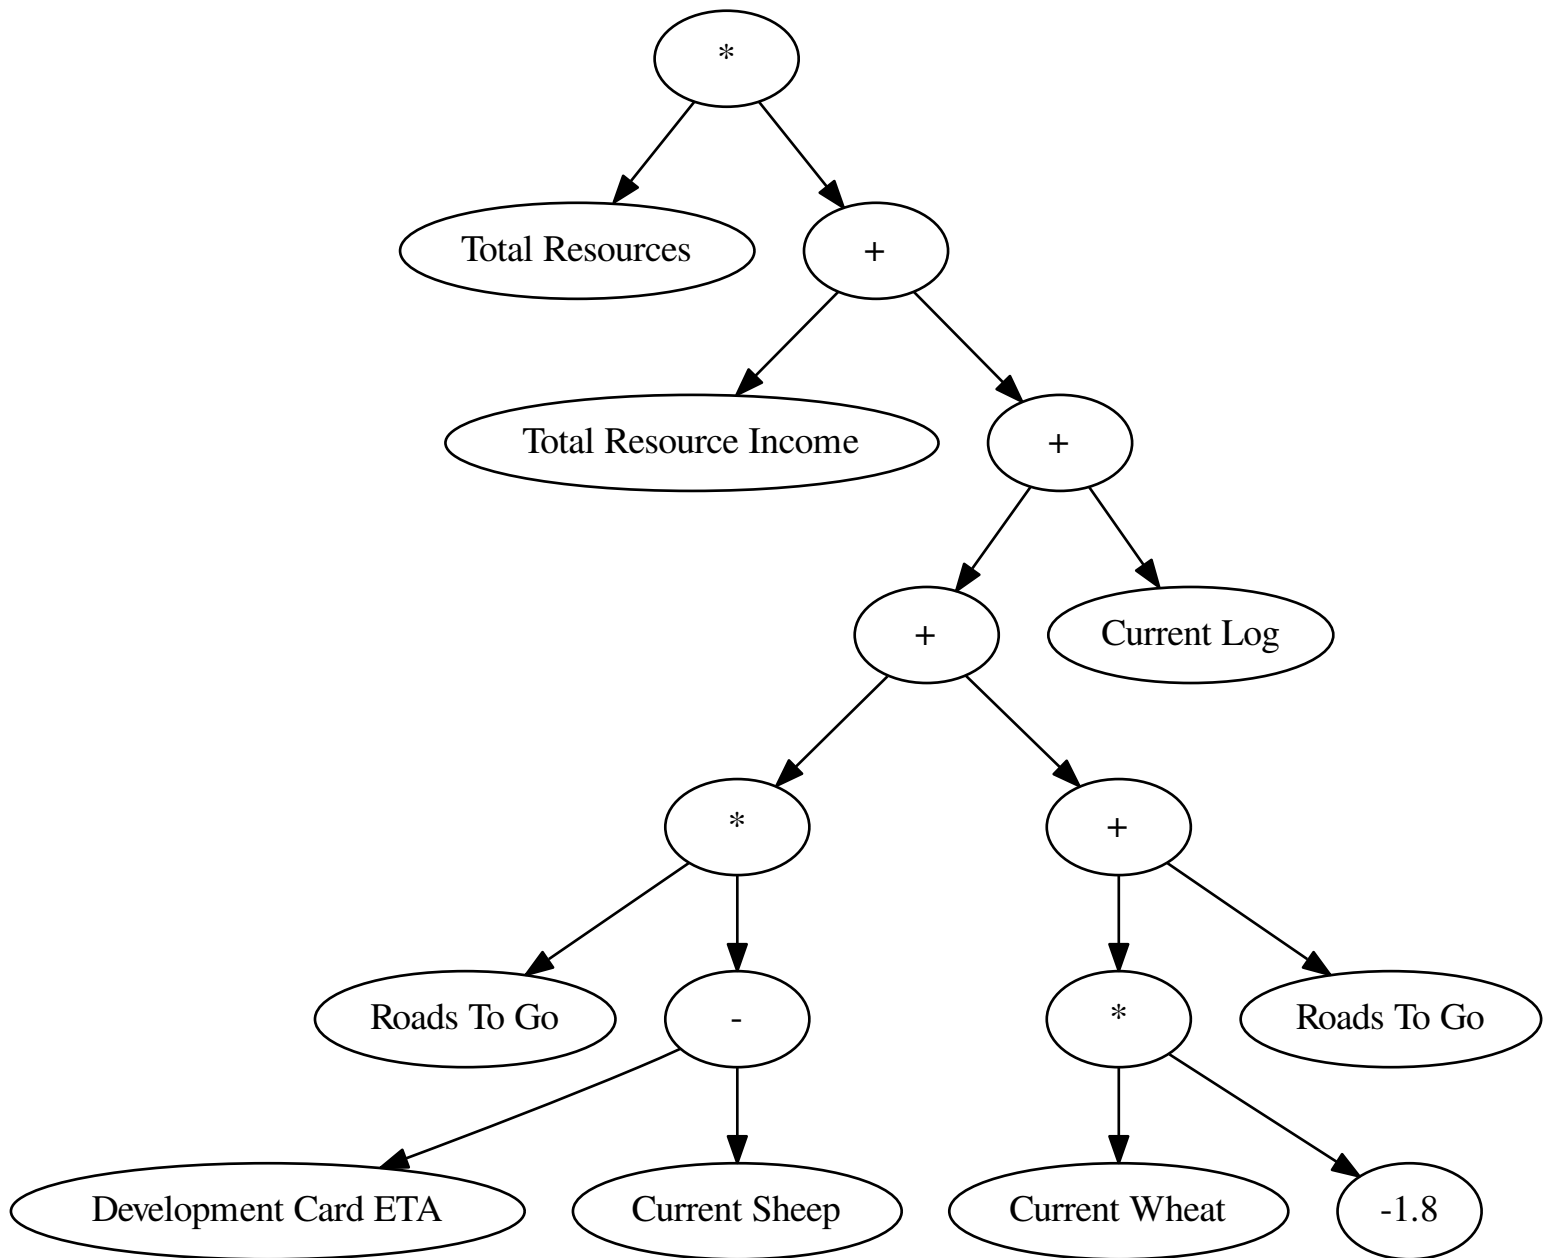 *
Total Resources
+
Total Resource Income
+
+
Current Log
*
+
Roads To Go
-
*
Roads To Go
Development Card ETA
Current Sheep
Current Wheat
-1.8